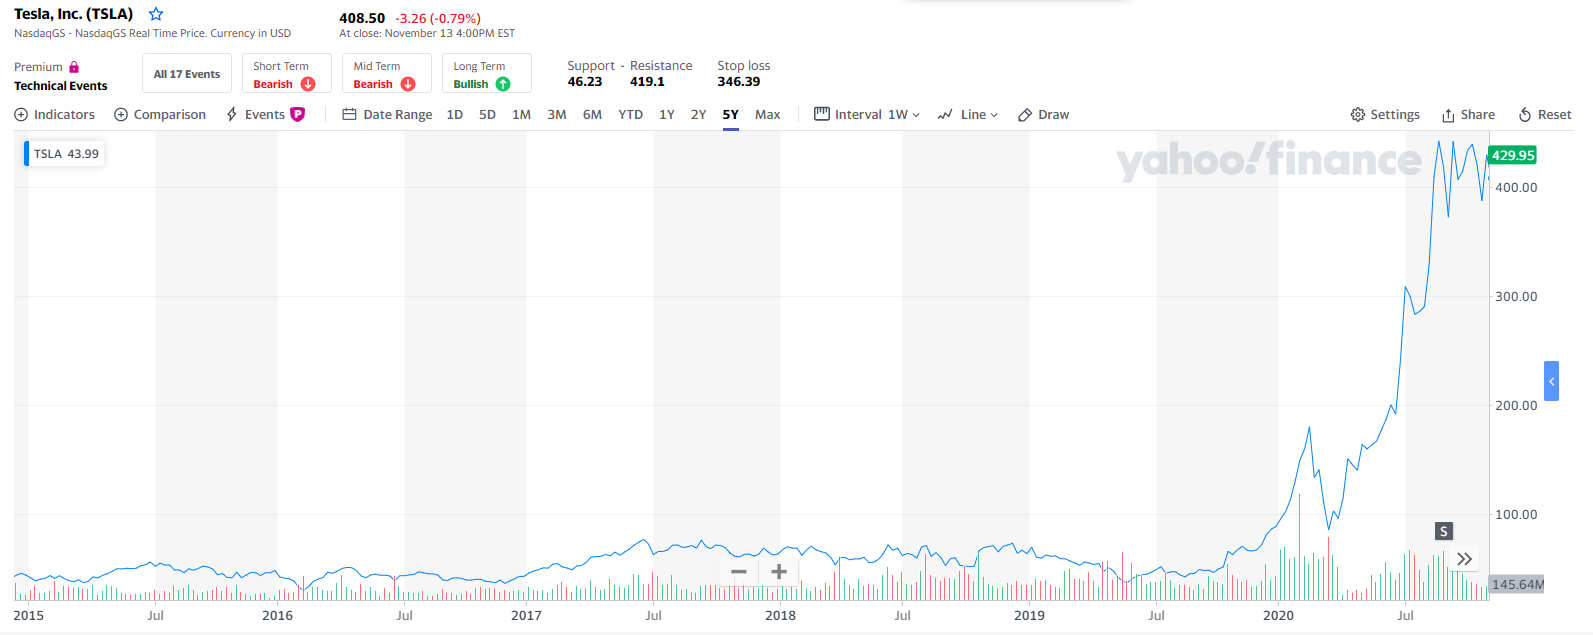 Tesla, Inc. (TSLA)
NasdaqGS - NasdaqGS Real Time Price. Currency in USD
408.50 -3.26 (-0.79%)
At close: November 13 4:00PM EST
Premium
Technical Events
All 17 Events
Short Term
Bearish
Mid Term
Bearish
Long Term
Bullish
Support - Resistance
46.23 419.1
Stop loss
346.39
Indicators Comparison Events P Date Range 1D 5D 1M 3M 6M YTD 1Y 2Y 5Y Max Interval 1W Line Draw Settings Share Reset
TSLA 43.99
yahoo!finance
429.95
400.00
300.00
200.00
100.00
S
145.64M
2015 Jul 2016 Jul 2017 Jul 2018 Jul 2019 Jul 2020 Jul